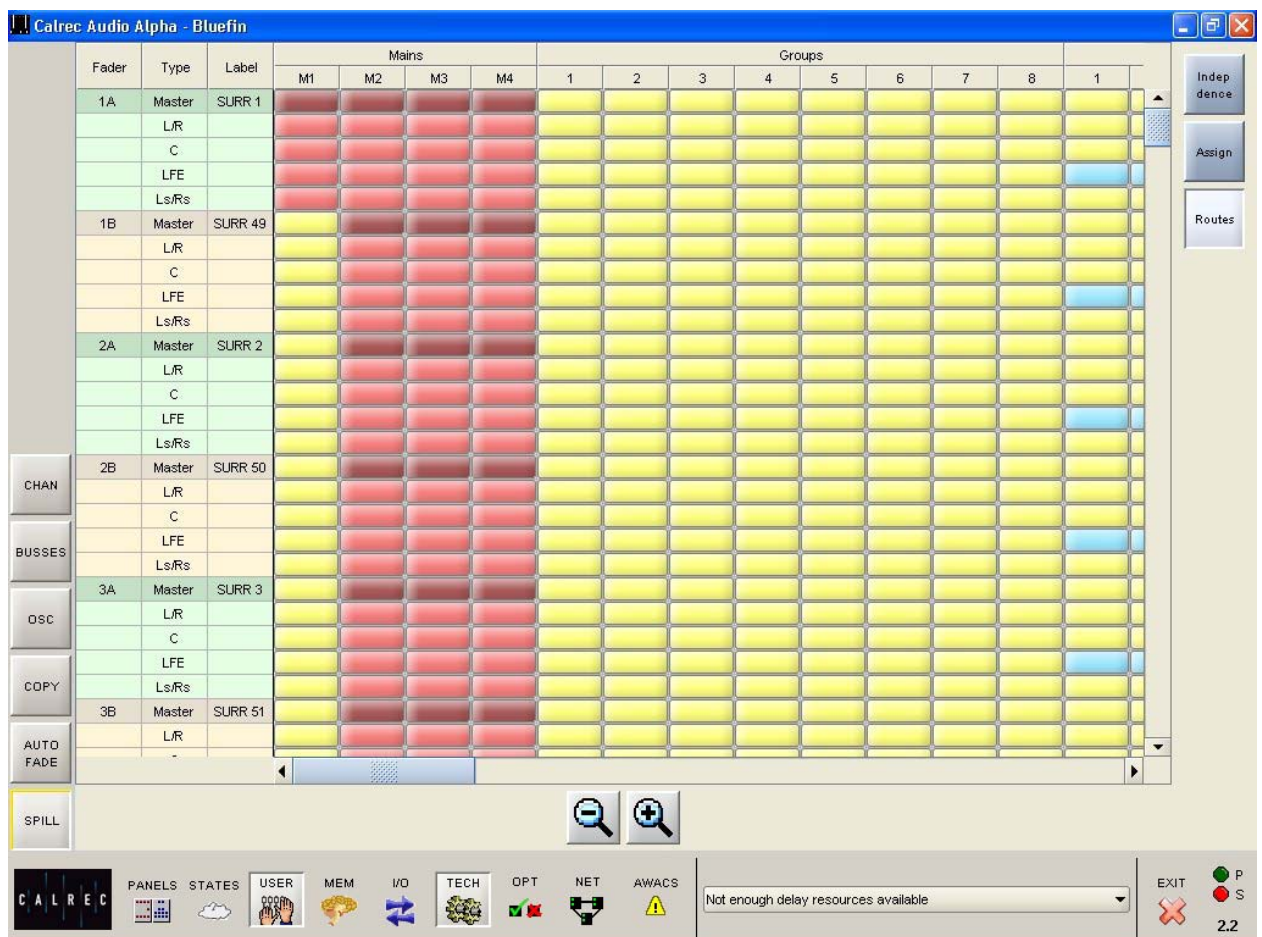 Calrec Audio Alpha - Bluefin
Fader Type Label Mains Groups
M1 M2 M3 M4 1 2 3 4 5 6 7 8 1
1A Master SURR 1
L/R
C
LFE
Ls/Rs
1B Master SURR 49
L/R
C
LFE
Ls/Rs
2A Master SURR 2
L/R
C
LFE
Ls/Rs
2B Master SURR 50
L/R
C
LFE
Ls/Rs
3A Master SURR 3
L/R
C
LFE
Ls/Rs
3B Master SURR 51
L/R
Indep
dence
Assign
Routes
CHAN
BUSSES
OSC
COPY
AUTO
FADE
SPILL
CALREC
PANELS STATES USER MEM I/O TECH OPT NET AWACS
Not enough delay resources available
EXIT
P
S
2.2